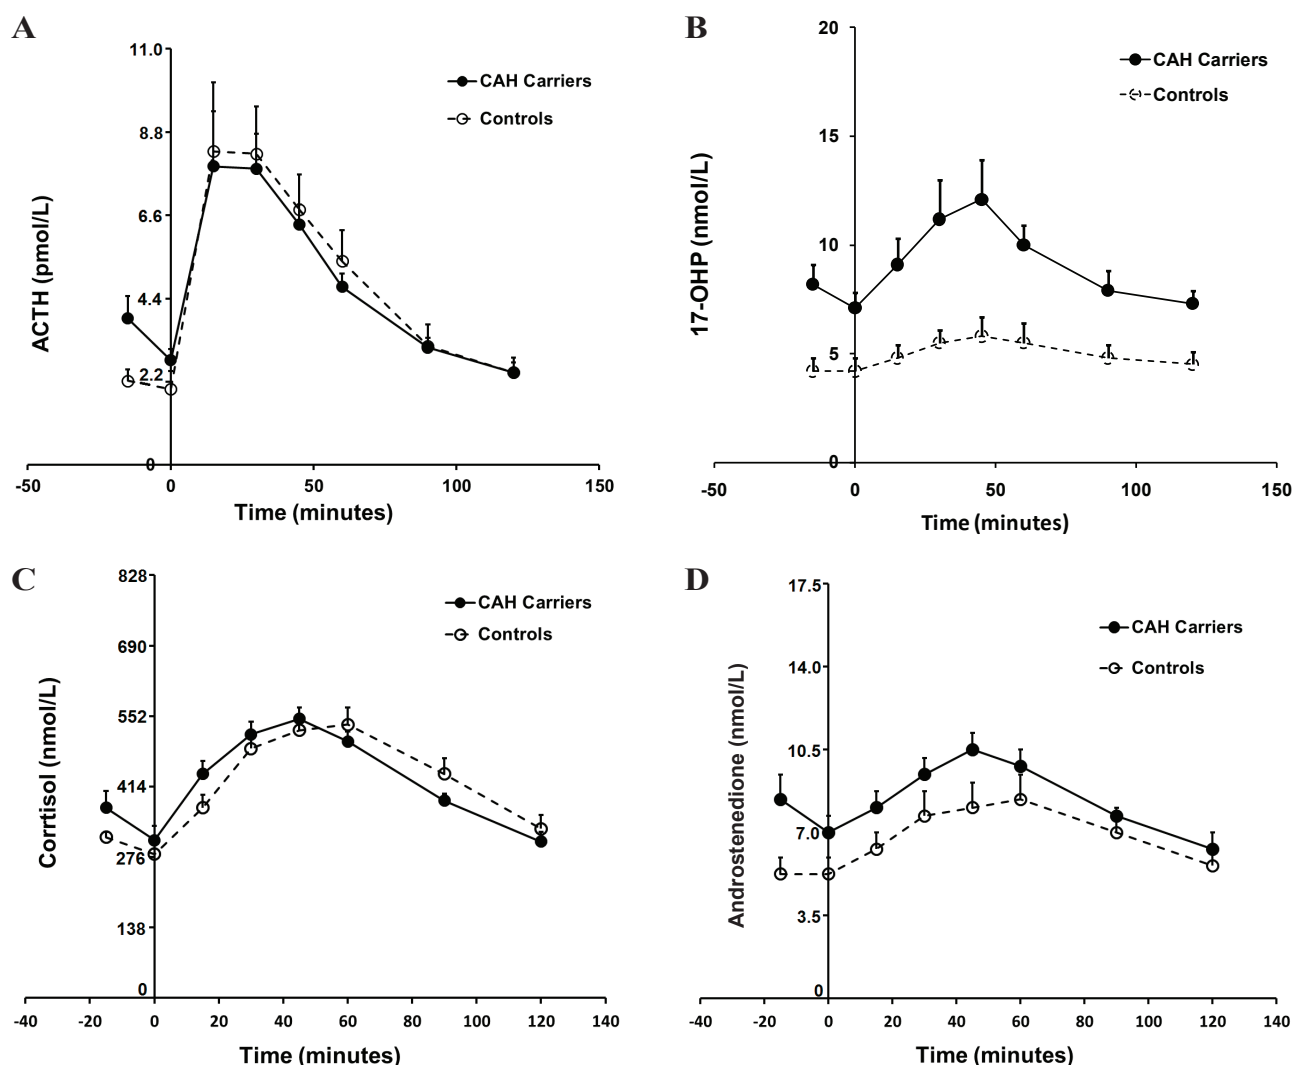 A
11.0
8.8
6.6
4.4
2.2
0
-50
0
50
100
150
ACTH (pmol/L)
Time (minutes)
CAH Carriers
Controls
B
20
15
10
5
0
-50
0
50
100
150
17-OHP (nmol/L)
Time (minutes)
CAH Carriers
Controls
C
828
690
552
414
276
138
0
-40
-20
0
20
40
60
80
100
120
140
Corrtisol (nmol/L)
Time (minutes)
CAH Carriers
Controls
D
17.5
14.0
10.5
7.0
3.5
0
-40
-20
0
20
40
60
80
100
120
140
Androstenedione (nmol/L)
Time (minutes)
CAH Carriers
Controls